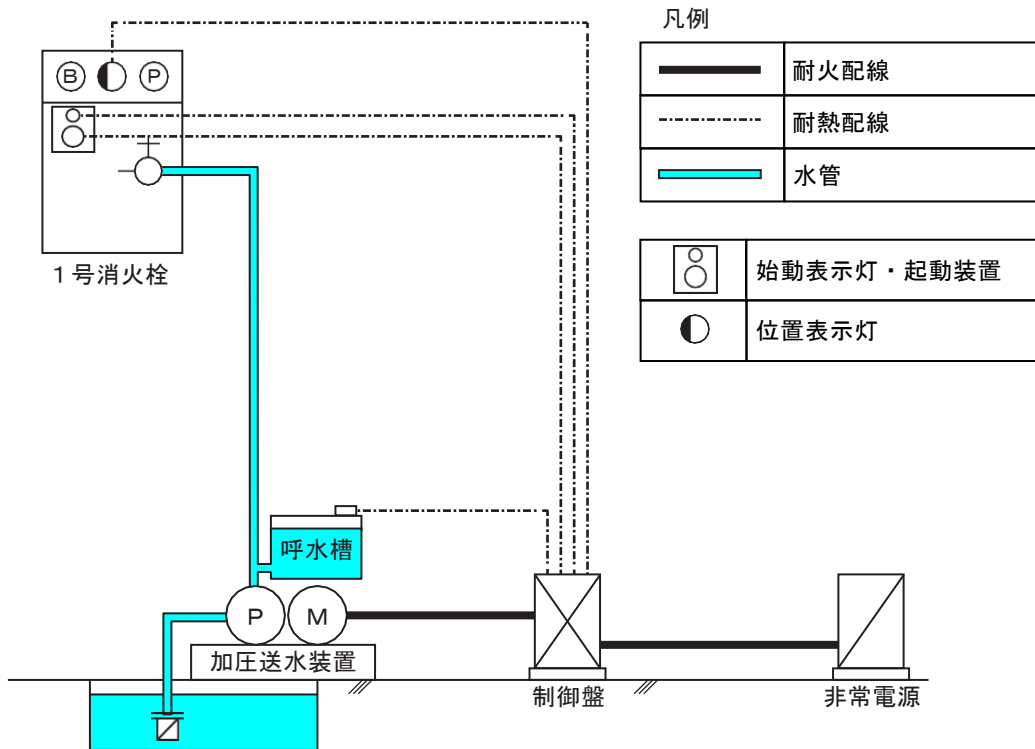 凡例
耐火配線
耐熱配線
水管
始動表示灯・起動装置
位置表示灯
B
P
1号消火栓
呼水槽
P
M
加圧送水装置
制御盤
非常電源